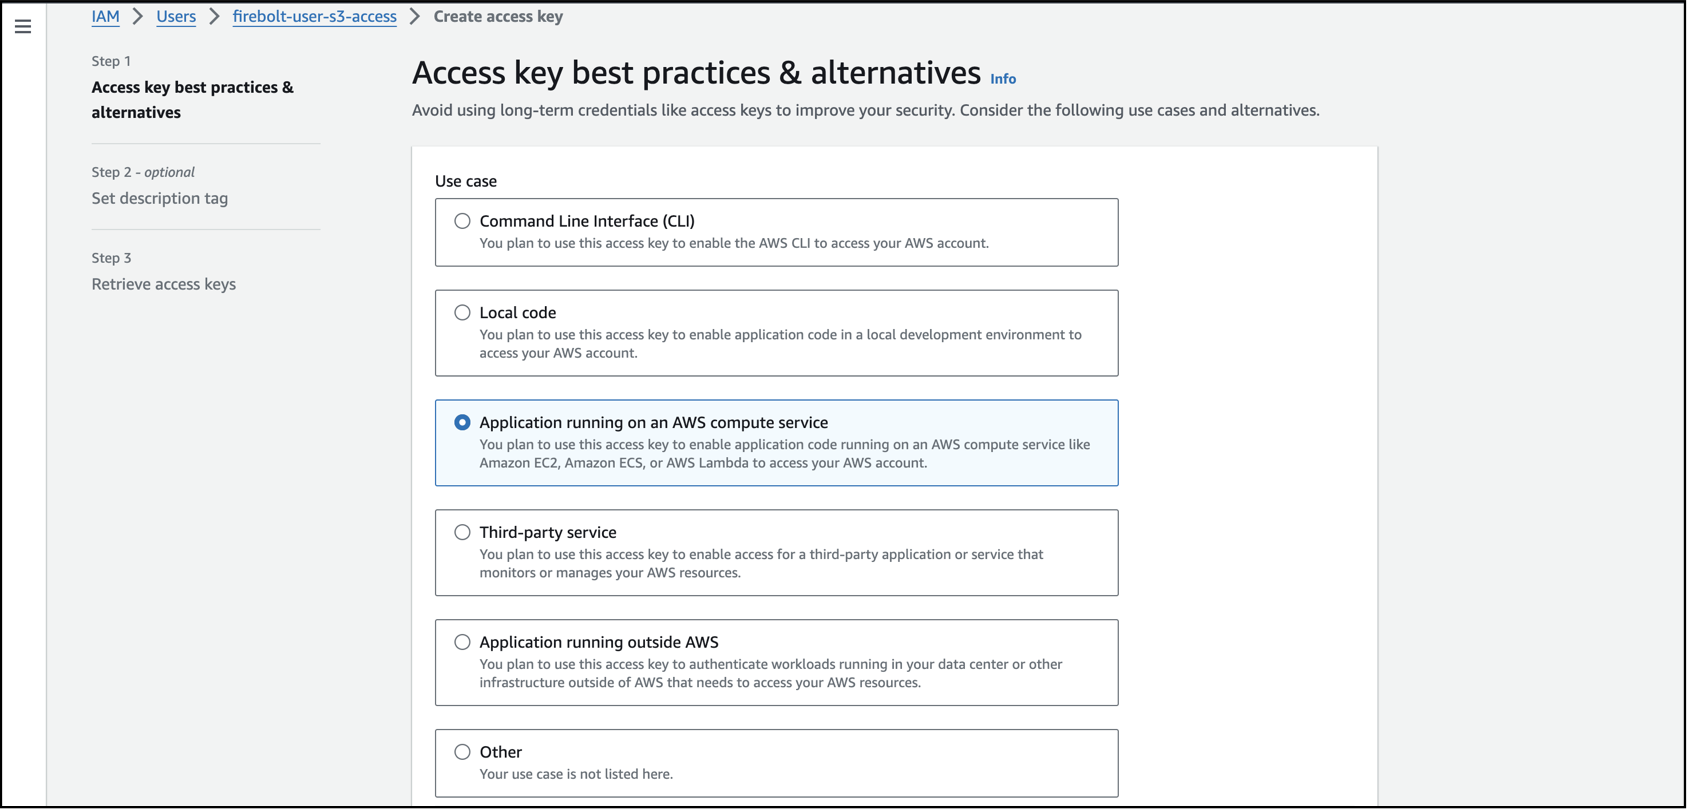 IAM > Users > firebolt-user-s3-access > Create access key
Step 1
Access key best practices &
alternatives
Step 2 - optional
Set description tag
Step 3
Retrieve access keys
Access key best practices & alternatives Info
Avoid using long-term credentials like access keys to improve your security. Consider the following use cases and alternatives.
Use case
Command Line Interface (CLI)
You plan to use this access key to enable the AWS CLI to access your AWS account.
Local code
You plan to use this access key to enable application code in a local development environment to
access your AWS account.
Application running on an AWS compute service
You plan to use this access key to enable application code running on an AWS compute service like
Amazon EC2, Amazon ECS, or AWS Lambda to access your AWS account.
Third-party service
You plan to use this access key to enable access for a third-party application or service that
monitors or manages your AWS resources.
Application running outside AWS
You plan to use this access key to authenticate workloads running in your data center or other
infrastructure outside of AWS that needs to access your AWS resources.
Other
Your use case is not listed here.